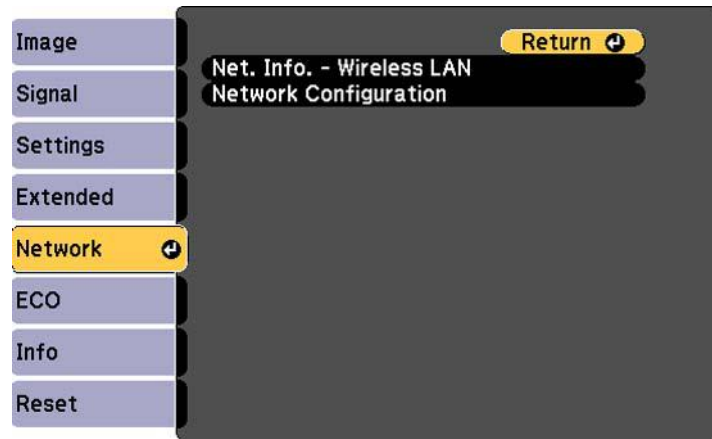 Image
Signal
Settings
Extended
Network
ECO
Info
Reset
Return
Net. Info. - Wireless LAN
Network Configuration